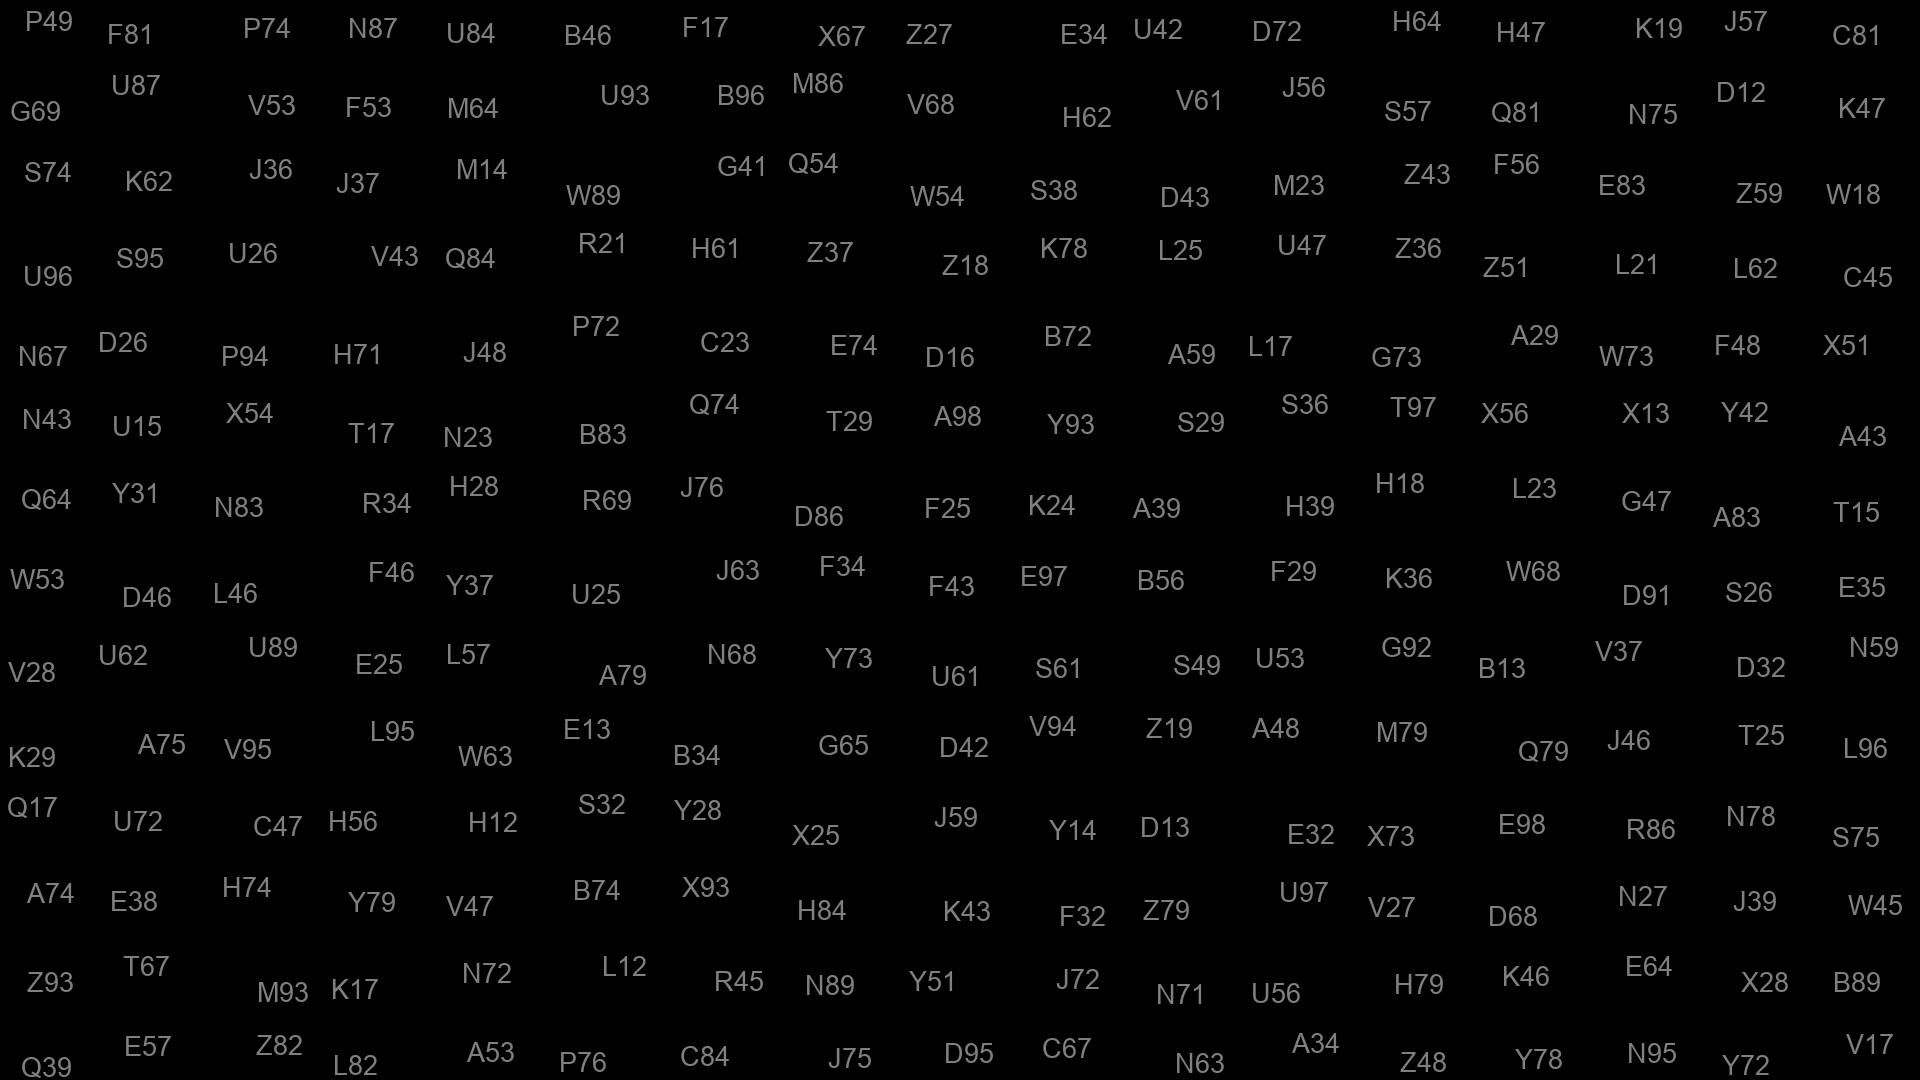 P49 F81 P74 N87 U84 B46 F17 X67 Z27 E34 U42 D72 H64 H47 K19 J57 C81
G69 U87 V53 F53 M64 U93 B96 M86 V68 H62 V61 J56 S57 Q81 N75 D12 K47
S74 K62 J36 J37 M14 W89 G41 Q54 W54 S38 D43 M23 Z43 F56 E83 Z59 W18
U96 S95 U26 V43 Q84 R21 H61 Z37 Z18 K78 L25 U47 Z36 Z51 L21 L62 C45
N67 D26 P94 H71 J48 P72 C23 E74 D16 B72 A59 L17 G73 A29 W73 F48 X51
N43 U15 X54 T17 N23 B83 Q74 T29 A98 Y93 S29 S36 T97 X56 X13 Y42 A43
Q64 Y31 N83 R34 H28 R69 J76 D86 F25 K24 A39 H39 H18 L23 G47 A83 T15
W53 D46 L46 F46 Y37 U25 J63 F34 F43 E97 B56 F29 K36 W68 D91 S26 E35
V28 U62 U89 E25 L57 A79 N68 Y73 U61 S61 S49 U53 G92 B13 V37 D32 N59
K29 A75 V95 L95 W63 E13 B34 G65 D42 V94 Z19 A48 M79 Q79 J46 T25 L96
Q17 U72 C47 H56 H12 S32 Y28 X25 J59 Y14 D13 E32 X73 E98 R86 N78 S75
A74 E38 H74 Y79 V47 B74 X93 H84 K43 F32 Z79 U97 V27 D68 N27 J39 W45
Z93 T67 M93 K17 N72 L12 R45 N89 Y51 J72 N71 U56 H79 K46 E64 X28 B89
Q39 E57 Z82 L82 A53 P76 C84 J75 D95 C67 N63 A34 Z48 Y78 N95 Y72 V17